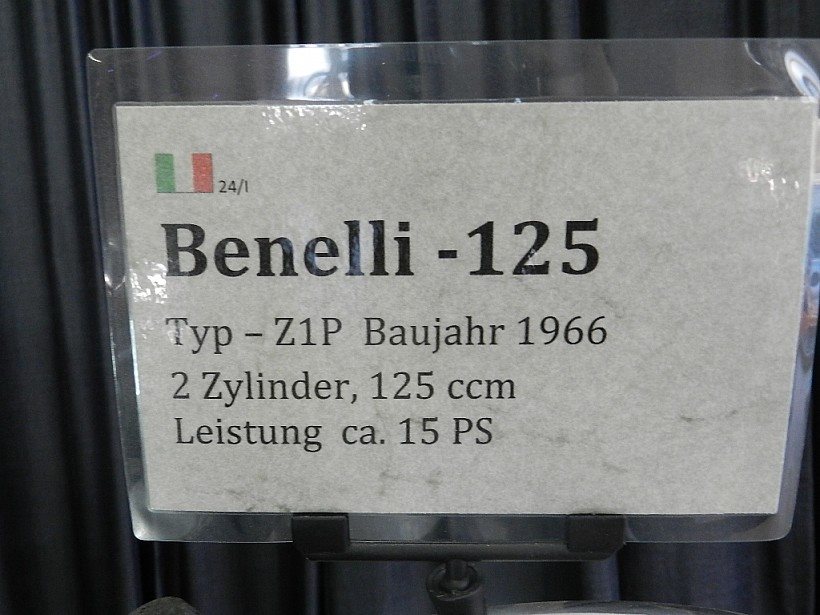 24/l
Benelli -125
Typ – Z1P Baujahr 1966
2 Zylinder, 125 ccm
Leistung ca. 15 PS